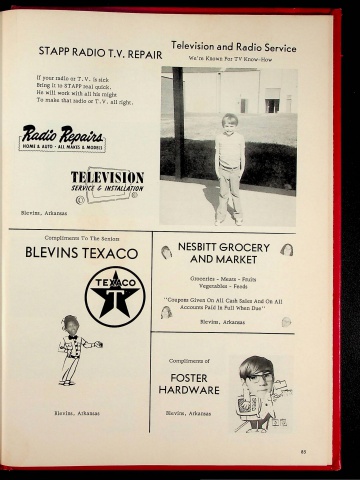 STAPP RADIO T.V. REPAIR
Television and Radio Service
We're Known For TV Know-How
If your radio or T.V. is sick
Bring it to STAPP real quick.
He will work with all his might
To make that radio or T.V. all right.
Radio Repairs
HOME & AUTO · ALL MAKES & MODELS
TELEVISION
SERVICE & INSTALLATION
Blevins, Arkansas
Compliments To The Seniors
BLEVINS TEXACO
TEXACO
T
Blevins, Arkansas
NESBITT GROCERY
AND MARKET
Groceries - Meats - Fruits
Vegetables - Foods
"Coupons Given On All Cash Sales And On All
Accounts Paid In Full When Due"
Blevins, Arkansas
Compliments of
FOSTER
HARDWARE
Blevins, Arkansas